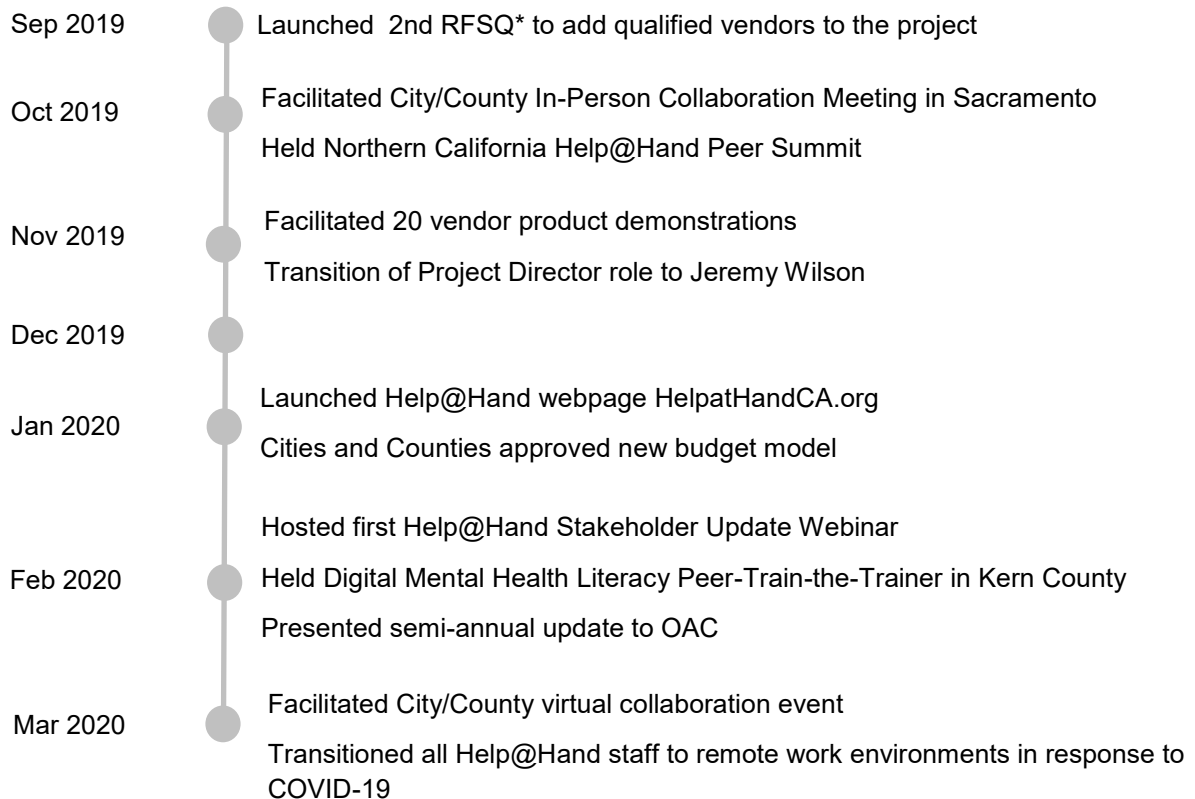 Sep 2019
Launched  2nd RFSQ* to add qualified vendors to the project
Oct 2019
Facilitated City/County In-Person Collaboration Meeting in Sacramento
Held Northern California Help@Hand Peer Summit
Nov 2019
Facilitated 20 vendor product demonstrations
Transition of Project Director role to Jeremy Wilson
Dec 2019
Jan 2020
Launched Help@Hand webpage HelpatHandCA.org
Cities and Counties approved new budget model
Feb 2020
Hosted first Help@Hand Stakeholder Update Webinar
Held Digital Mental Health Literacy Peer-Train-the-Trainer in Kern County
Presented semi-annual update to OAC
Mar 2020
Facilitated City/County virtual collaboration event
Transitioned all Help@Hand staff to remote work environments in response to
COVID-19